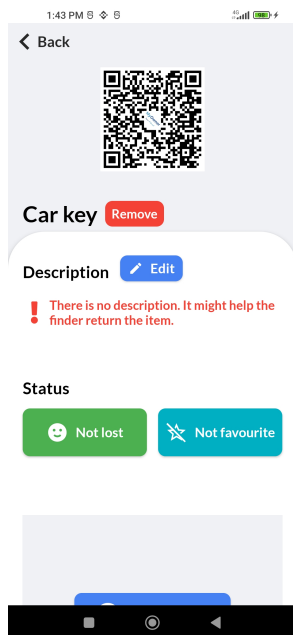 1:43 PM
4G
Back
Car key
Remove
Description
Edit
There is no description. It might help the
finder return the item.
Status
Not lost
Not favourite